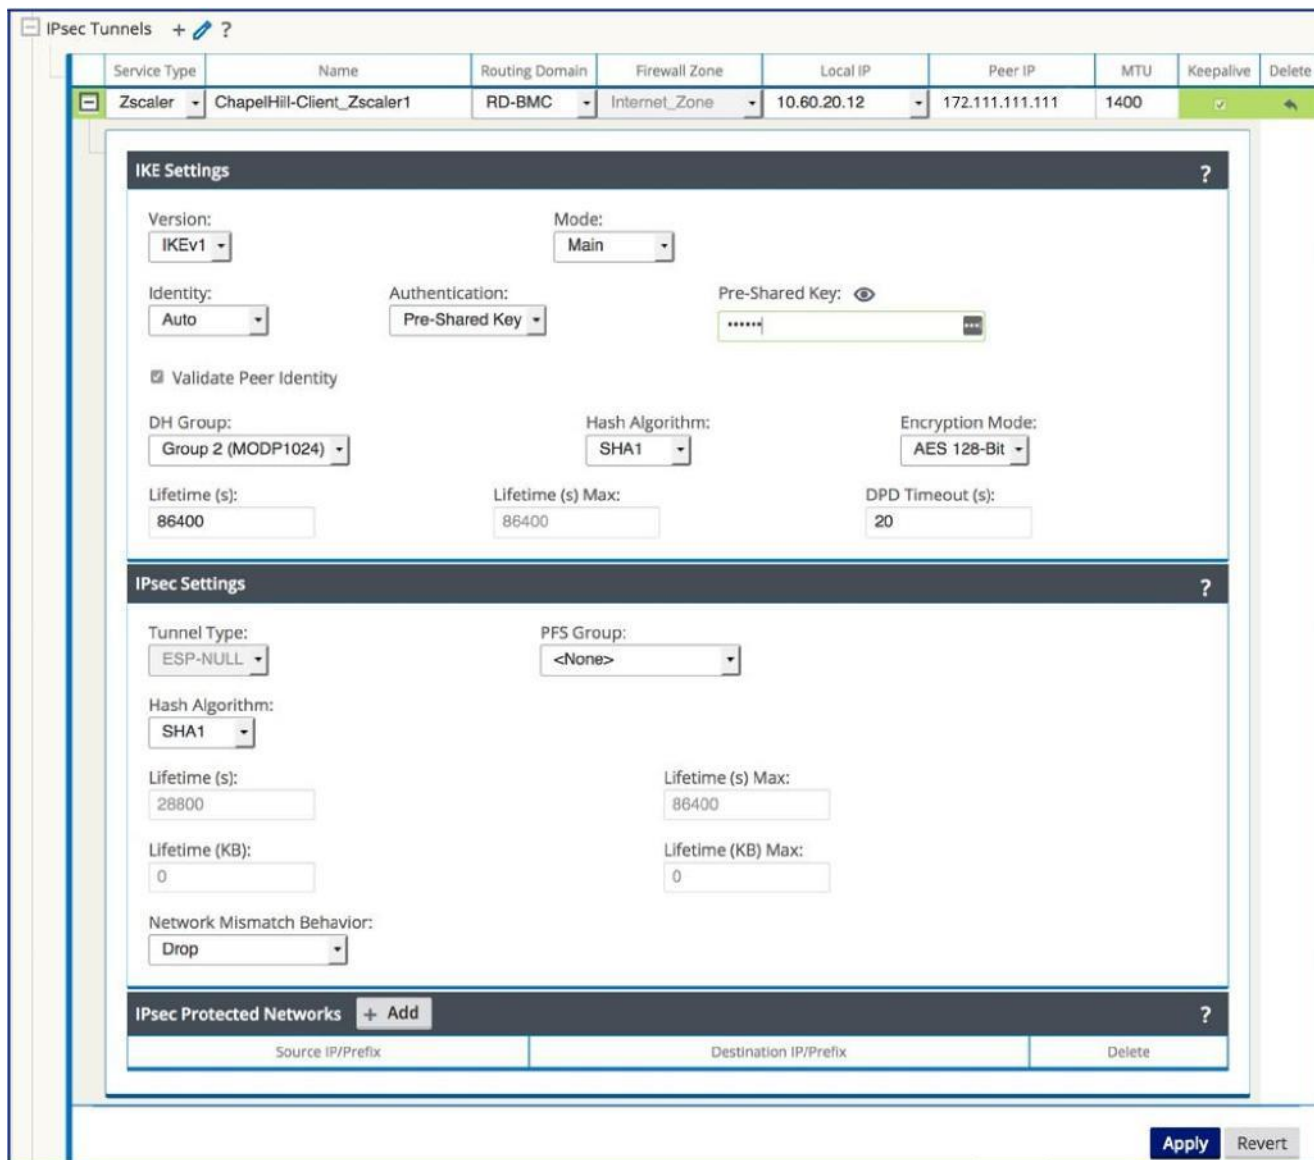 IPsec Tunnels + ?
Service Type Name Routing Domain Firewall Zone Local IP Peer IP MTU Keepalive Delete
Zscaler ChapelHill-Client_Zscaler1 RD-BMC Internet_Zone 10.60.20.12 172.111.111.111 1400
IKE Settings ?
Version: Mode:
IKEv1 Main
Identity: Authentication: Pre-Shared Key:
Auto Pre-Shared Key ••••••
Validate Peer Identity
DH Group: Hash Algorithm: Encryption Mode:
Group 2 (MODP1024) SHA1 AES 128-Bit
Lifetime (s): Lifetime (s) Max: DPD Timeout (s):
86400 86400 20
IPsec Settings ?
Tunnel Type: PFS Group:
ESP-NULL <None>
Hash Algorithm:
SHA1
Lifetime (s): Lifetime (s) Max:
28800 86400
Lifetime (KB): Lifetime (KB) Max:
0 0
Network Mismatch Behavior:
Drop
IPsec Protected Networks + Add ?
Source IP/Prefix Destination IP/Prefix Delete
Apply Revert